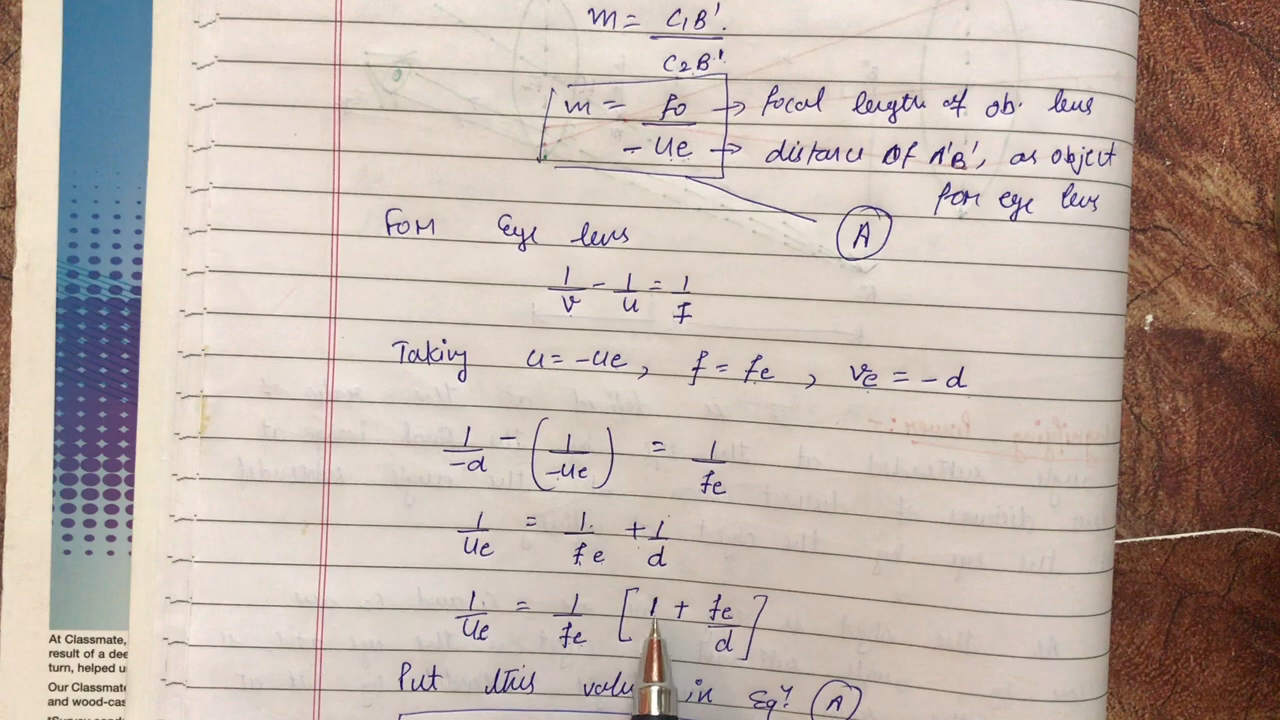 m = C1B'
C2B'
m = fo → focal length of ob. lens
-ue → distance of A'B', as object
for eye lens
A
For Eye lens
1/v - 1/u = 1/f
Taking u = -ue, f = fe, ve = -d
1/-d - (1/-ue) = 1/fe
1/ue = 1/fe + 1/d
1/ue = 1/fe [1 + fe/d]
Put this value in eqn (A)
At Classmate,
result of a dee
turn, helped u
Our Classmate
and wood-cas